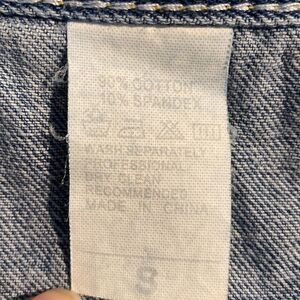 90% COTTON
10% SPANDEX
WASH SEPARATELY
PROFESSIONAL
DRY CLEAN
RECOMMENDED
MADE IN CHINA
S